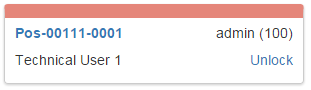 Pos-00111-0001 admin (100)
Technical User 1 Unlock